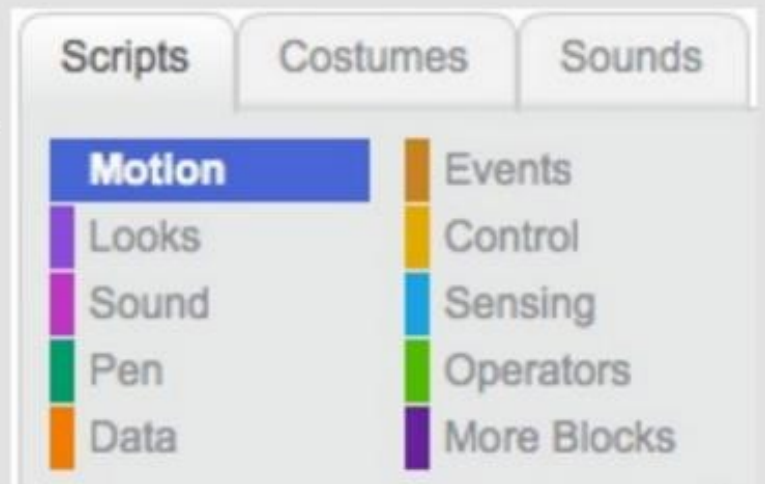 Scripts Costumes Sounds
Motion Events
Looks Control
Sound Sensing
Pen Operators
Data More Blocks